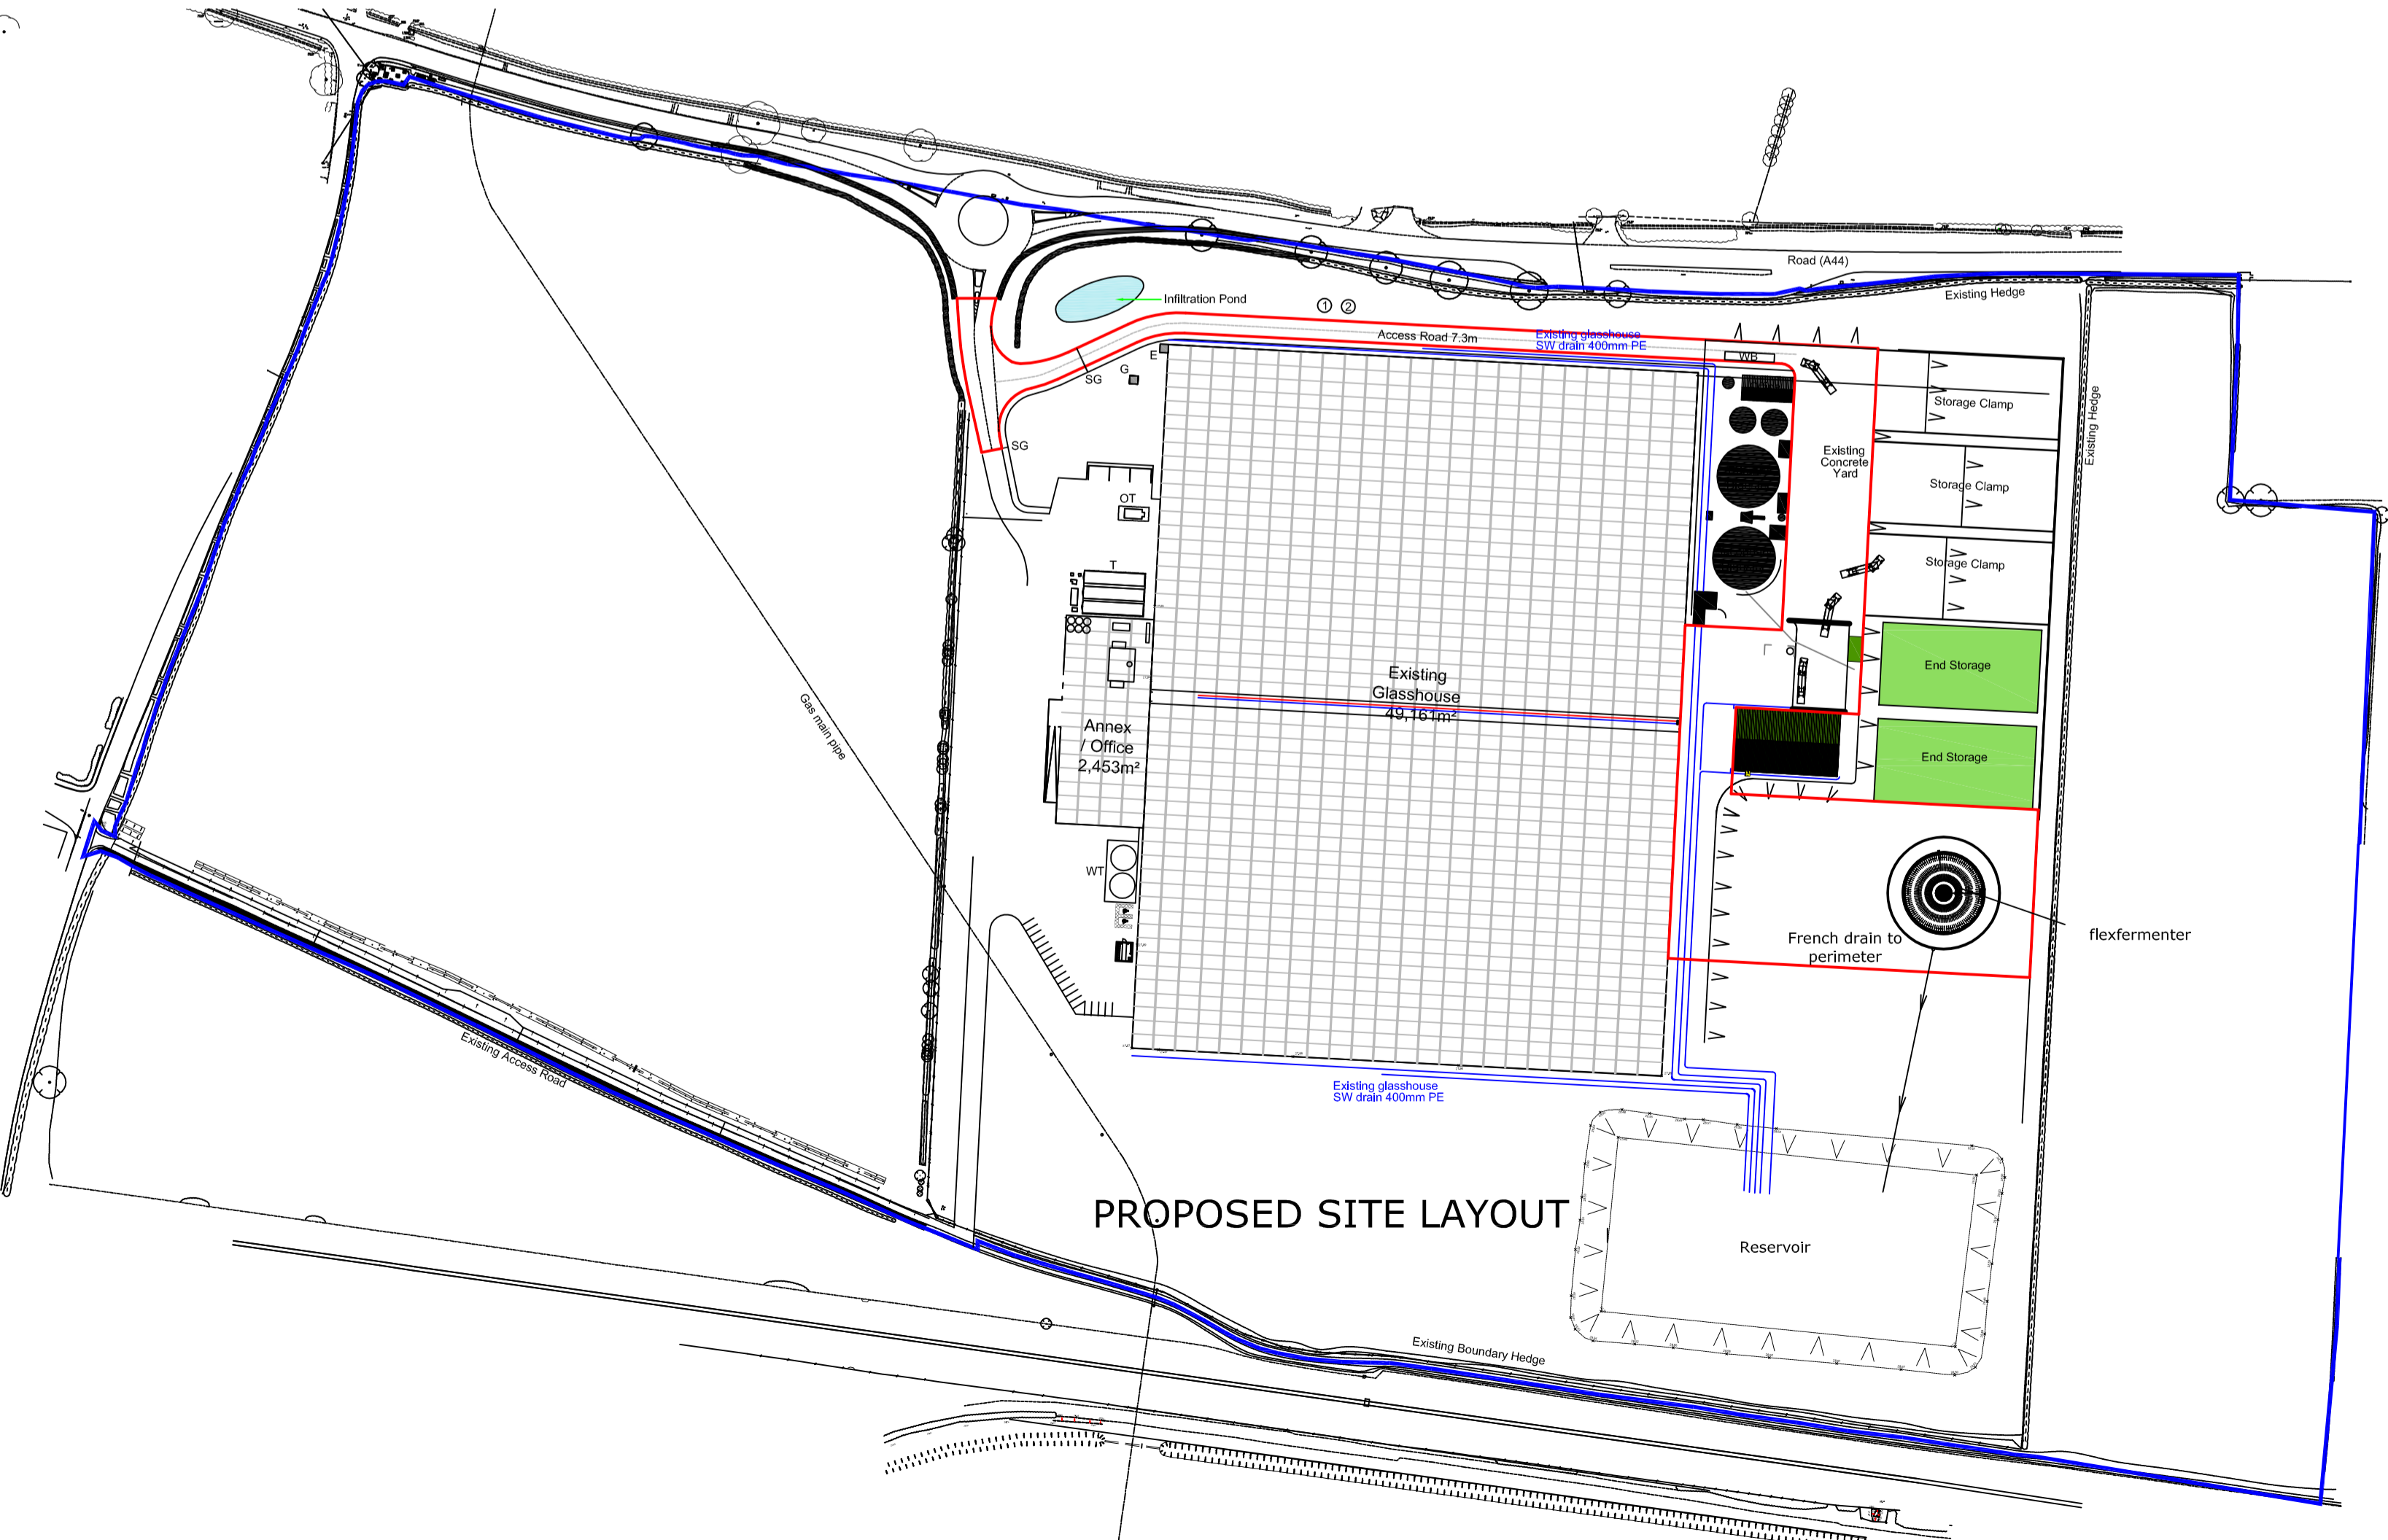 Road (A44)
Existing Hedge
Infiltration Pond
1
2
Access Road 7.3m
Existing glasshouse
SW drain 400mm PE
E
G
SG
SG
WB
Storage Clamp
Existing Hedge
Existing
Concrete
Yard
Storage Clamp
OT
T
Storage Clamp
End Storage
Existing
Glasshouse
49,161m²
Gas main pipe
Annex
/ Office
2,453m²
End Storage
WT
French drain to
perimeter
flexfermenter
Existing Access Road
Existing glasshouse
SW drain 400mm PE
PROPOSED SITE LAYOUT
Reservoir
Existing Boundary Hedge